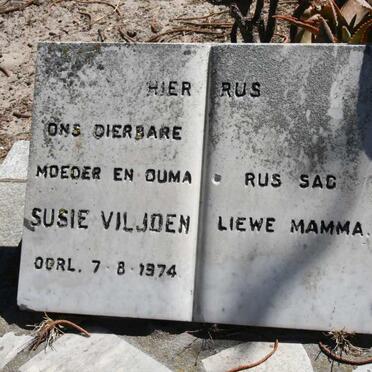 HIER RUS
ONS DIERBARE
MOEDER EN OUMA
SUSIE VILJOEN
OORL. 7-8-1974
RUS SAG
LIEWE MAMMA.